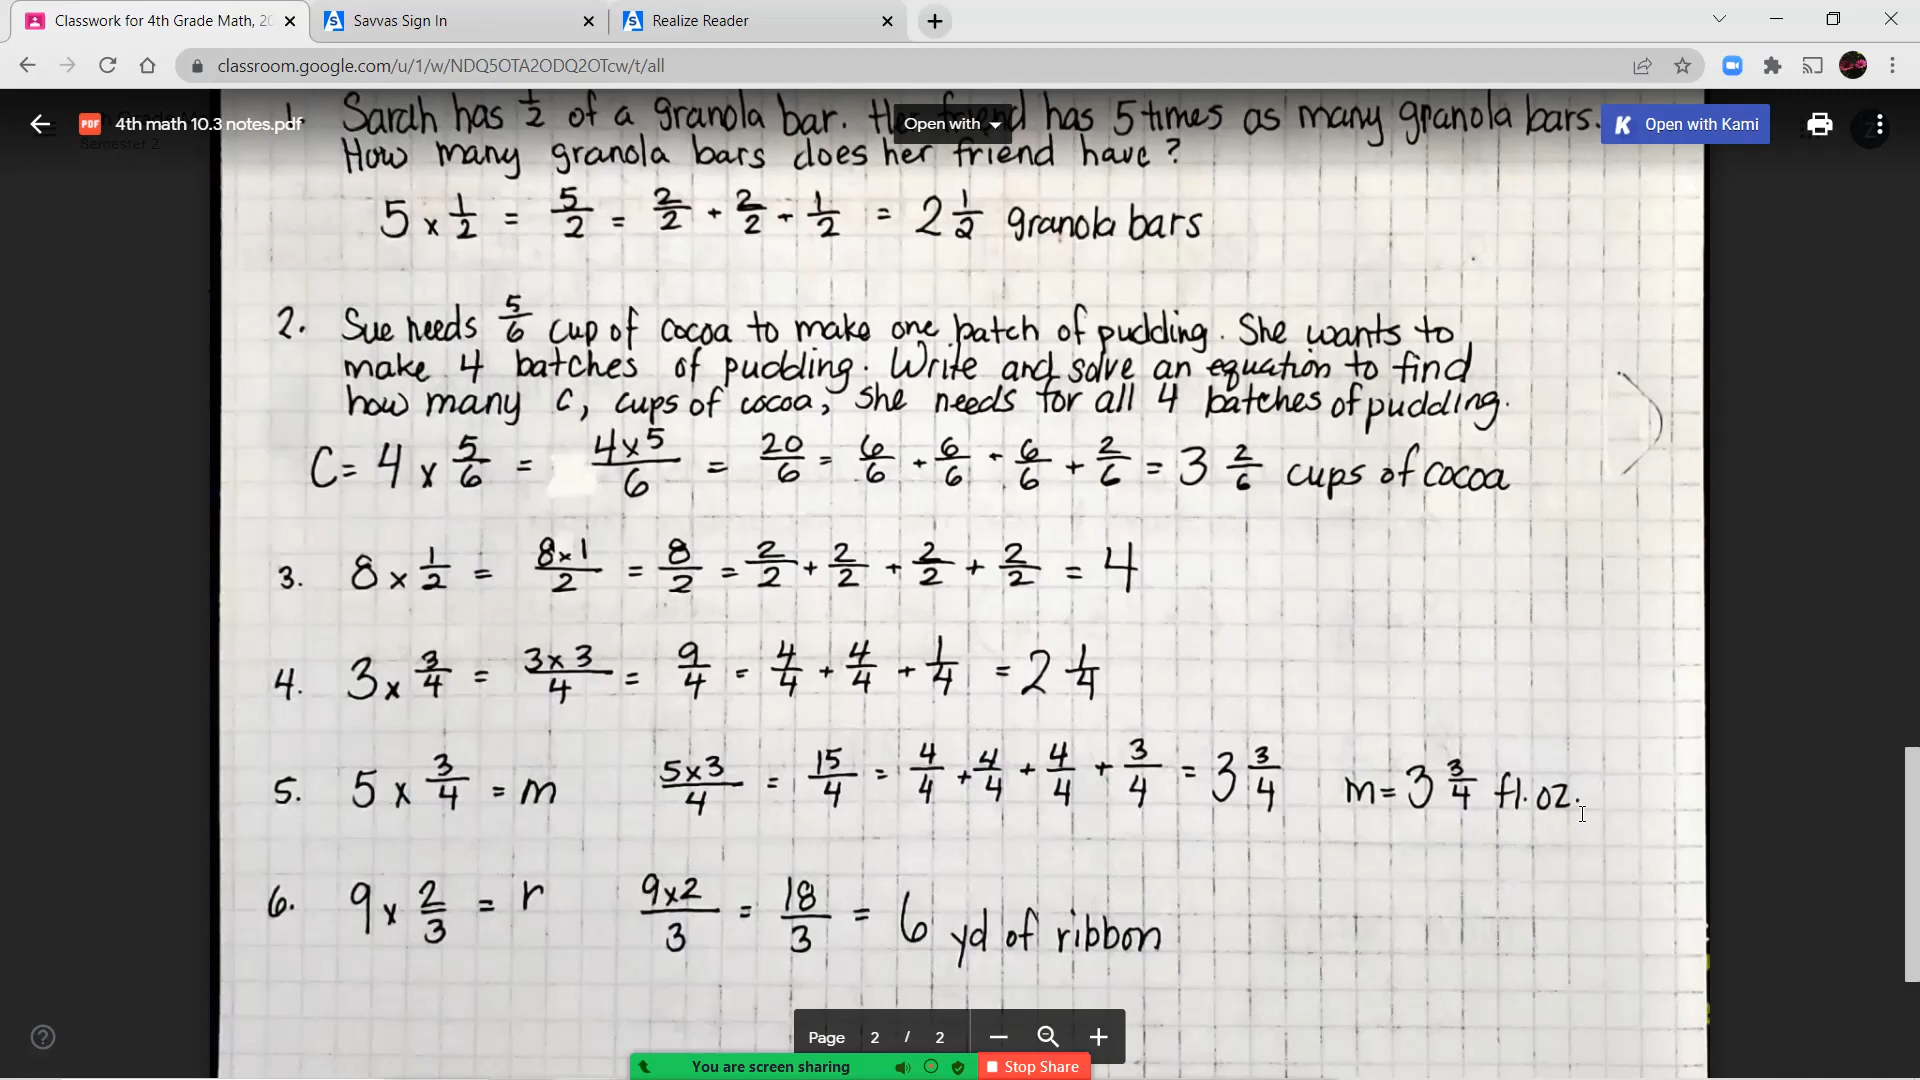 Classwork for 4th Grade Math, 20
Savvas Sign In
Realize Reader
classroom.google.com/u/1/w/NDQ5OTA2ODQ2OTcw/t/all
4th math 10.3 notes.pdf
Semester 2
Open with
Open with Kami
1. Sarah has 1/2 of a granola bar. Her friend has 5 times as many granola bars.
How many granola bars does her friend have?
5 x 1/2 = 5/2 = 2/2 + 2/2 + 1/2 = 2 1/2 granola bars
2. Sue needs 5/6 cup of cocoa to make one batch of pudding. She wants to
make 4 batches of pudding. Write and solve an equation to find
how many c, cups of cocoa, she needs for all 4 batches of pudding.
C = 4 x 5/6 = 4x5/6 = 20/6 = 6/6 + 6/6 + 6/6 + 2/6 = 3 2/6 cups of cocoa
3. 8 x 1/2 = 8x1/2 = 8/2 = 2/2 + 2/2 + 2/2 + 2/2 = 4
4. 3 x 3/4 = 3x3/4 = 9/4 = 4/4 + 4/4 + 1/4 = 2 1/4
5. 5 x 3/4 = m 5x3/4 = 15/4 = 4/4 + 4/4 + 4/4 + 3/4 = 3 3/4 m = 3 3/4 fl. oz.
6. 9 x 2/3 = r 9x2/3 = 18/3 = 6 yd of ribbon
Page 2 / 2
You are screen sharing
Stop Share